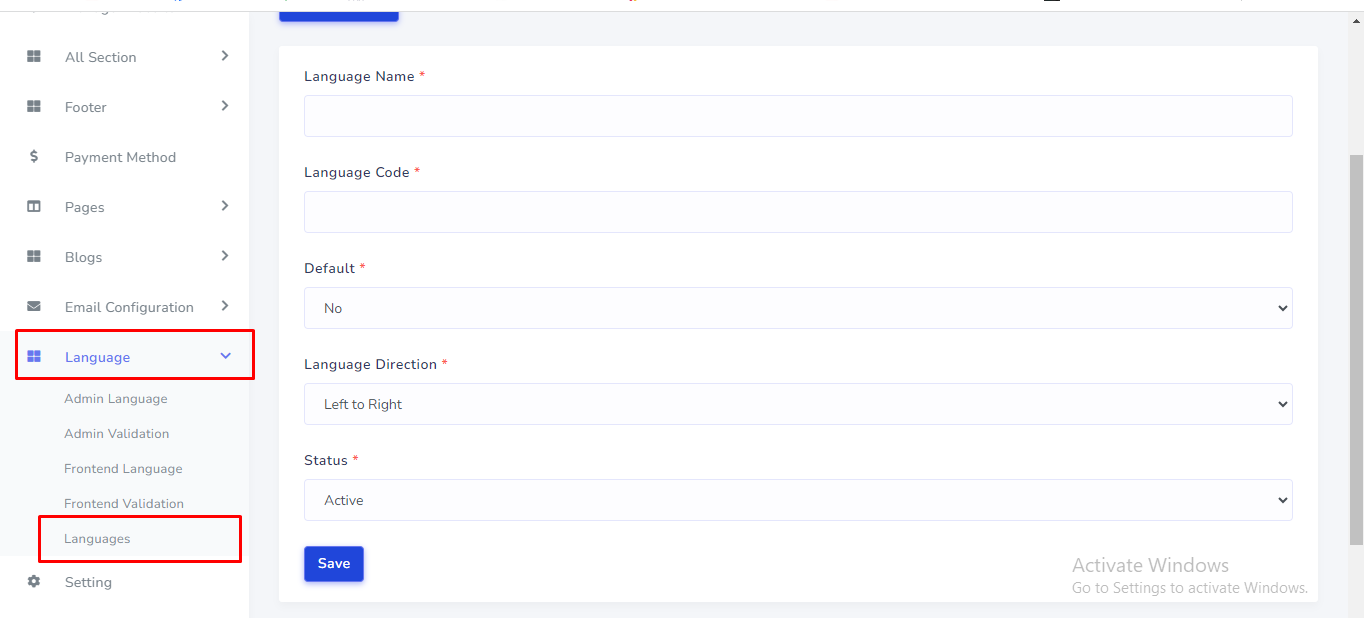 All Section
Footer
Payment Method
Pages
Blogs
Email Configuration
Language
Admin Language
Admin Validation
Frontend Language
Frontend Validation
Languages
Setting
Language Name *
Language Code *
Default *
No
Language Direction *
Left to Right
Status *
Active
Save
Activate Windows
Go to Settings to activate Windows.